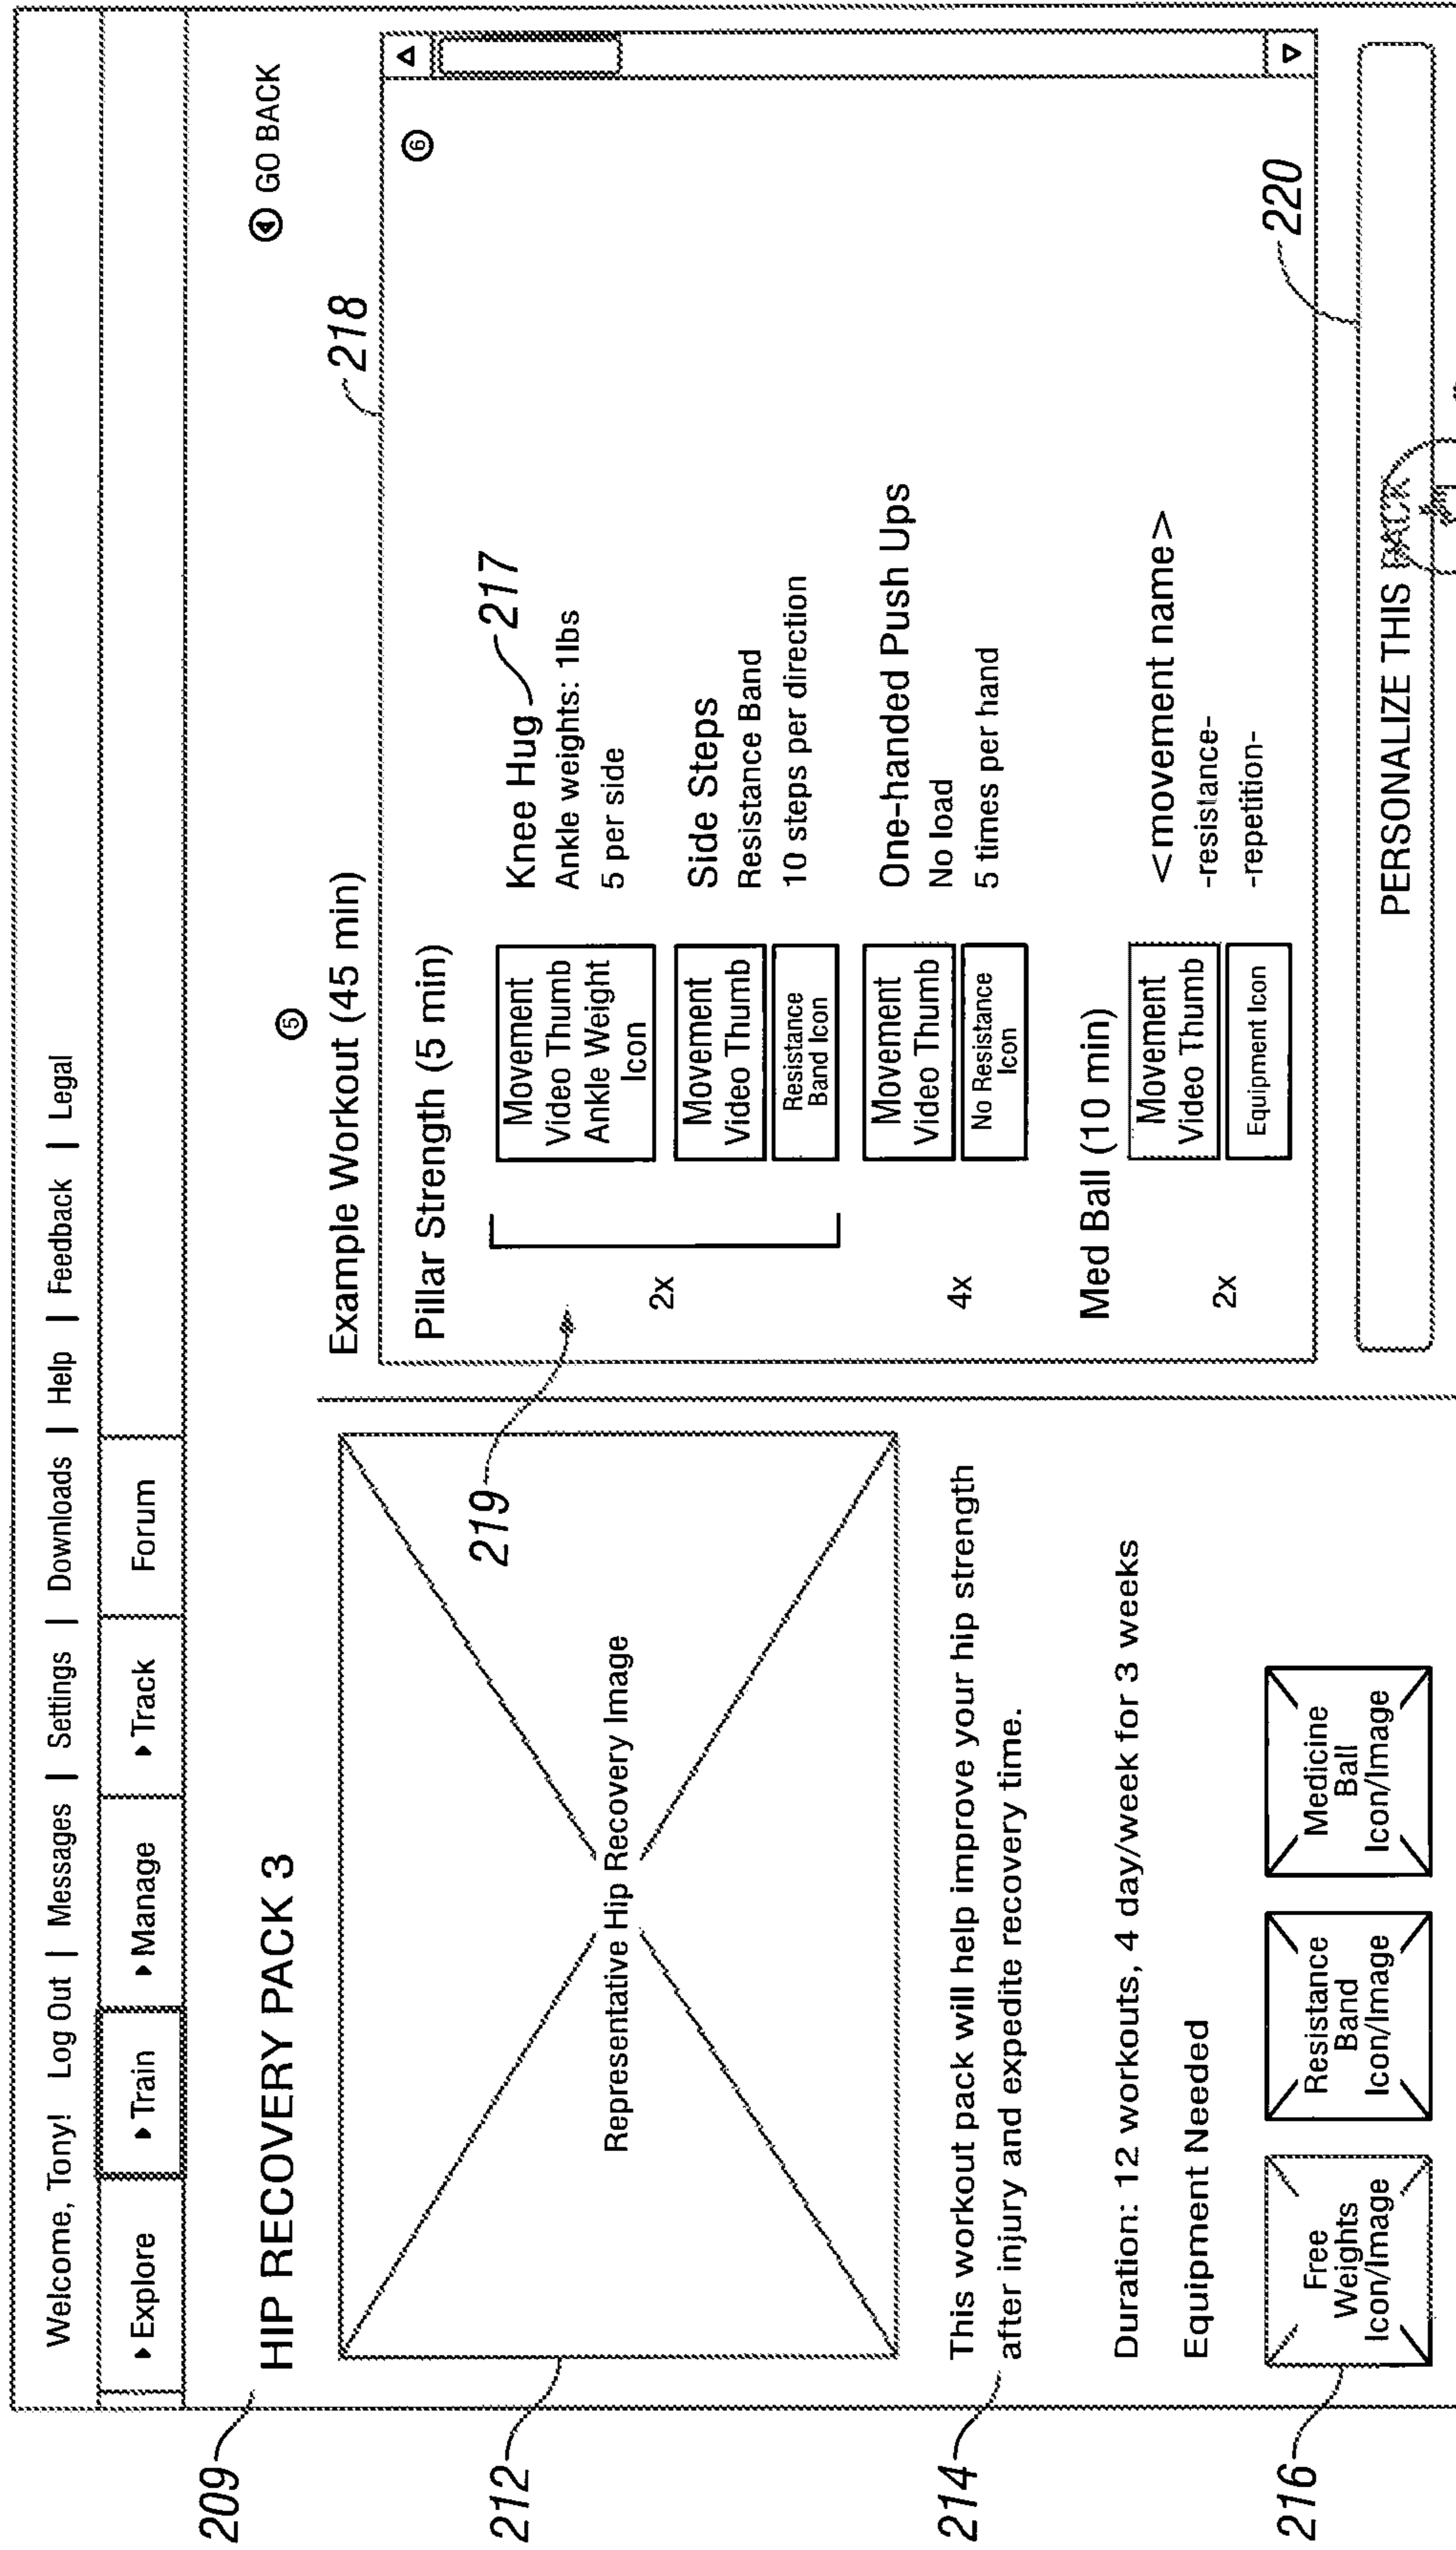 Welcome, Tony! Log Out | Messages | Settings | Downloads | Help | Feedback | Legal
Explore
Train
Manage
Track
Forum
209
HIP RECOVERY PACK 3
GO BACK
212
Representative Hip Recovery Image
214
This workout pack will help improve your hip strength
after injury and expedite recovery time.
Duration: 12 workouts, 4 day/week for 3 weeks
Equipment Needed
216
Free
Weights
Icon/Image
Resistance
Band
Icon/Image
Medicine
Ball
Icon/Image
5
Example Workout (45 min)
218
6
Pillar Strength (5 min)
219
2x
Movement
Video Thumb
Ankle Weight
Icon
Knee Hug
217
Ankle weights: 1lbs
5 per side
Movement
Video Thumb
Resistance
Band Icon
Side Steps
Resistance Band
10 steps per direction
4x
Movement
Video Thumb
No Resistance
Icon
One-handed Push Ups
No load
5 times per hand
Med Ball (10 min)
2x
Movement
Video Thumb
Equipment Icon
<movement name>
-resistance-
-repetition-
220
PERSONALIZE THIS PACK